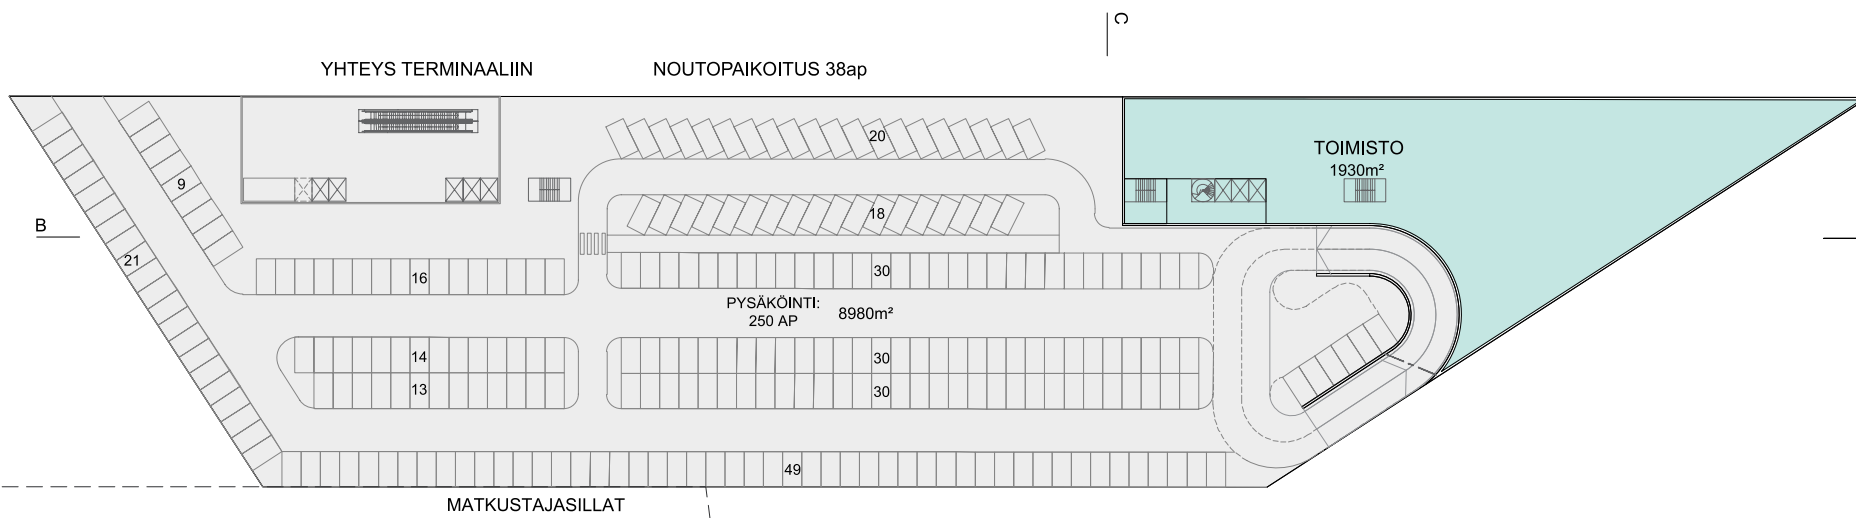 C
YHTEYS TERMINAALIIN
NOUTOPAIKOITUS 38ap
20
TOIMISTO
1930m²
9
18
B
21
16
30
PYSÄKÖINTI:
250 AP
8980m²
14
30
13
30
49
MATKUSTAJASILLAT